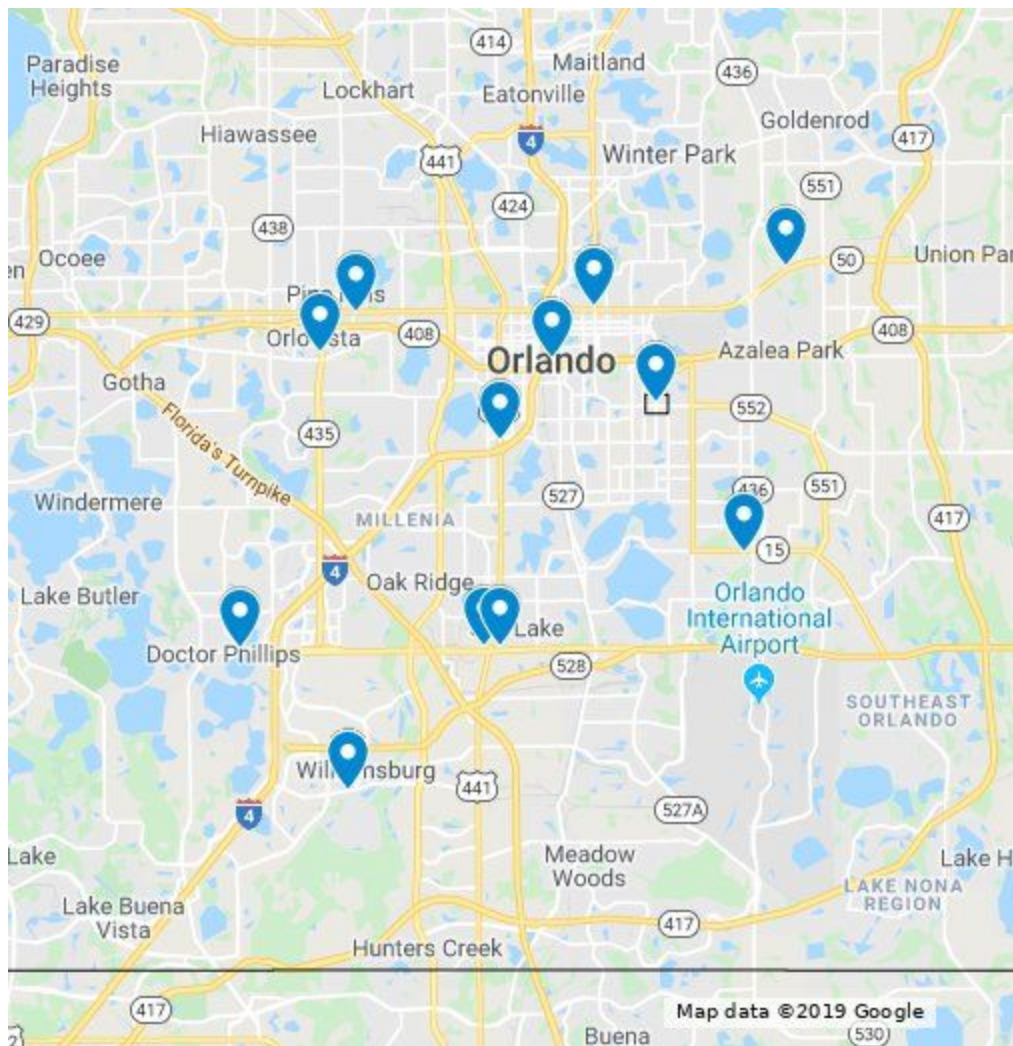 414
Maitland
436
Paradise
Heights
Lockhart
Eatonville
Goldenrod
Hiawassee
4
417
441
Winter Park
551
424
438
Ocoee
50
Union Par
en
429
408
408
Orlando
Azalea Park
Gotha
552
Florida's Turnpike
435
Windermere
527
436
551
MILLENIA
417
15
4
Oak Ridge
Lake Butler
Orlando
International
Airport
Lake
Doctor Phillips
528
SOUTHEAST
ORLANDO
441
527A
4
Lake
Meadow
Woods
Lake H
LAKE NONA
REGION
Lake Buena
Vista
417
Hunters Creek
417
Map data ©2019 Google
Buena
530